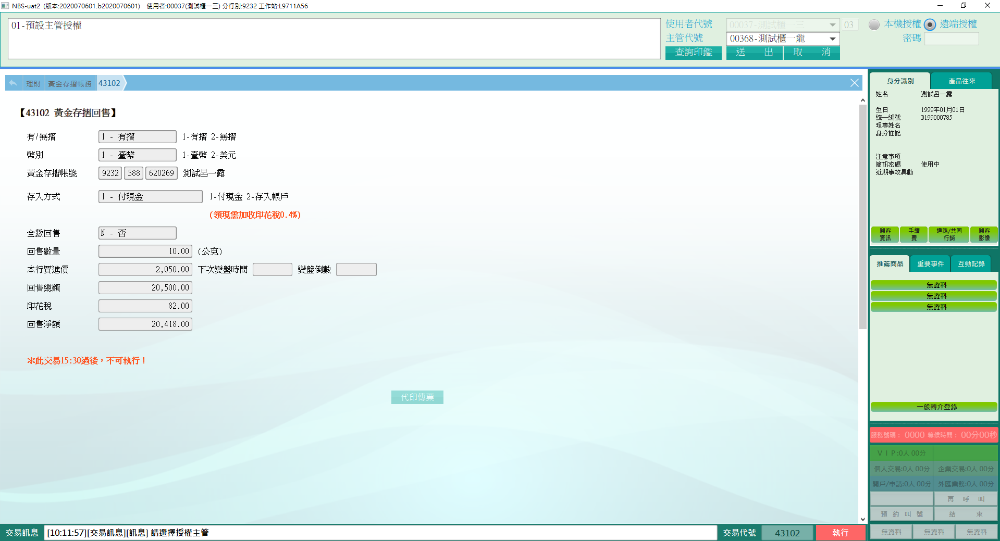 NBS-uat2 (版本:2020070601.b2020070601) 使用者:00037(測試櫃一三) 分行別:9232 工作站:L9711A56
01-預設主管授權
使用者代號 00037-測試櫃一三 03 本機授權 遠端授權
主管代號 00368-測試櫃一龍 密碼
查詢印鑑 送 出 取 消
理財 黃金存摺帳務 43102
【43102 黃金存摺回售】
有/無摺 1 - 有摺 1-有摺 2-無摺
幣別 1 - 臺幣 1-臺幣 2-美元
黃金存摺帳號 9232 588 620269 測試呂一露
存入方式 1 - 付現金 1-付現金 2-存入帳戶
(領現需加收印花稅0.4%)
全數回售 N - 否
回售數量 10.00 (公克)
本行買進價 2,050.00 下次變盤時間 變盤倒數
回售總額 20,500.00
印花稅 82.00
回售淨額 20,418.00
＊此交易15:30過後，不可執行！
代印傳票
身分識別 產品往來
姓名 測試呂一露
生日 1999年01月01日
統一編號 D199000785
理專姓名
身分註記
注意事項
簡訊密碼 使用中
近期事故異動
顧客資訊 手續費 通路/共同行銷 顧客影像
推薦商品 重要事件 互動記錄
無資料
無資料
無資料
一般轉介登錄
服務號碼： 0000 等候時間： 00分00秒
ＶＩＰ:0人 00分
個人交易:0人 00分 企業交易:0人 00分
開戶/申請:0人 00分 外匯業務:0人 00分
再 呼 叫
預 約 叫 號 結 束
無資料 無資料 無資料
交易訊息 [10:11:57][交易訊息][訊息] 請選擇授權主管 交易代號 43102 執行